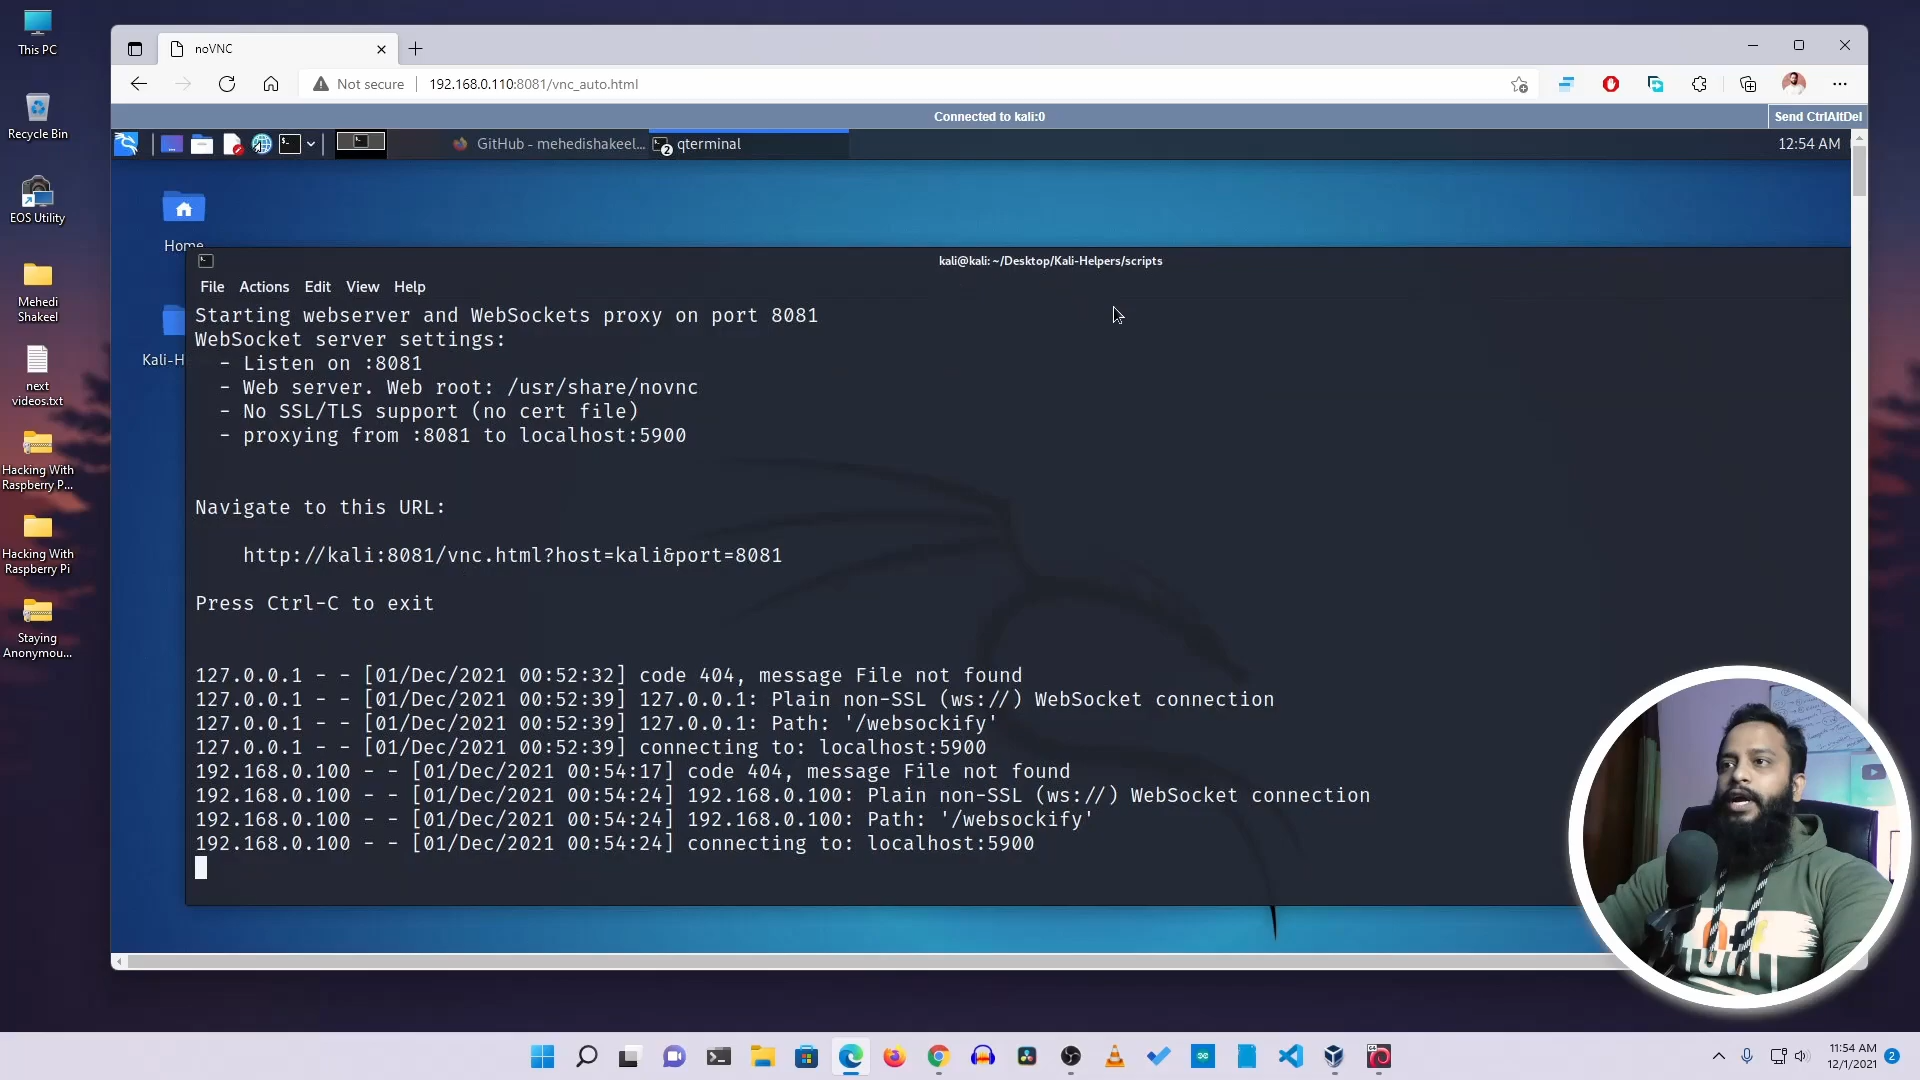 This PC
Recycle Bin
EOS Utility
Mehedi
Shakeel
next
videos.txt
Hacking With
Raspberry P...
Hacking With
Raspberry Pi
Staying
Anonymou...
noVNC
Not secure
192.168.0.110:8081/vnc_auto.html
Connected to kali:0
Send CtrlAltDel
GitHub - mehedishakeel...
2
qterminal
12:54 AM
Home
Kali-H
kali@kali: ~/Desktop/Kali-Helpers/scripts
File Actions Edit View Help
Starting webserver and WebSockets proxy on port 8081
WebSocket server settings:
- Listen on :8081
- Web server. Web root: /usr/share/novnc
- No SSL/TLS support (no cert file)
- proxying from :8081 to localhost:5900
Navigate to this URL:
http://kali:8081/vnc.html?host=kali&port=8081
Press Ctrl-C to exit
127.0.0.1 - - [01/Dec/2021 00:52:32] code 404, message File not found
127.0.0.1 - - [01/Dec/2021 00:52:39] 127.0.0.1: Plain non-SSL (ws://) WebSocket connection
127.0.0.1 - - [01/Dec/2021 00:52:39] 127.0.0.1: Path: '/websockify'
127.0.0.1 - - [01/Dec/2021 00:52:39] connecting to: localhost:5900
192.168.0.100 - - [01/Dec/2021 00:54:17] code 404, message File not found
192.168.0.100 - - [01/Dec/2021 00:54:24] 192.168.0.100: Plain non-SSL (ws://) WebSocket connection
192.168.0.100 - - [01/Dec/2021 00:54:24] 192.168.0.100: Path: '/websockify'
192.168.0.100 - - [01/Dec/2021 00:54:24] connecting to: localhost:5900
11:54 AM
12/1/2021
2